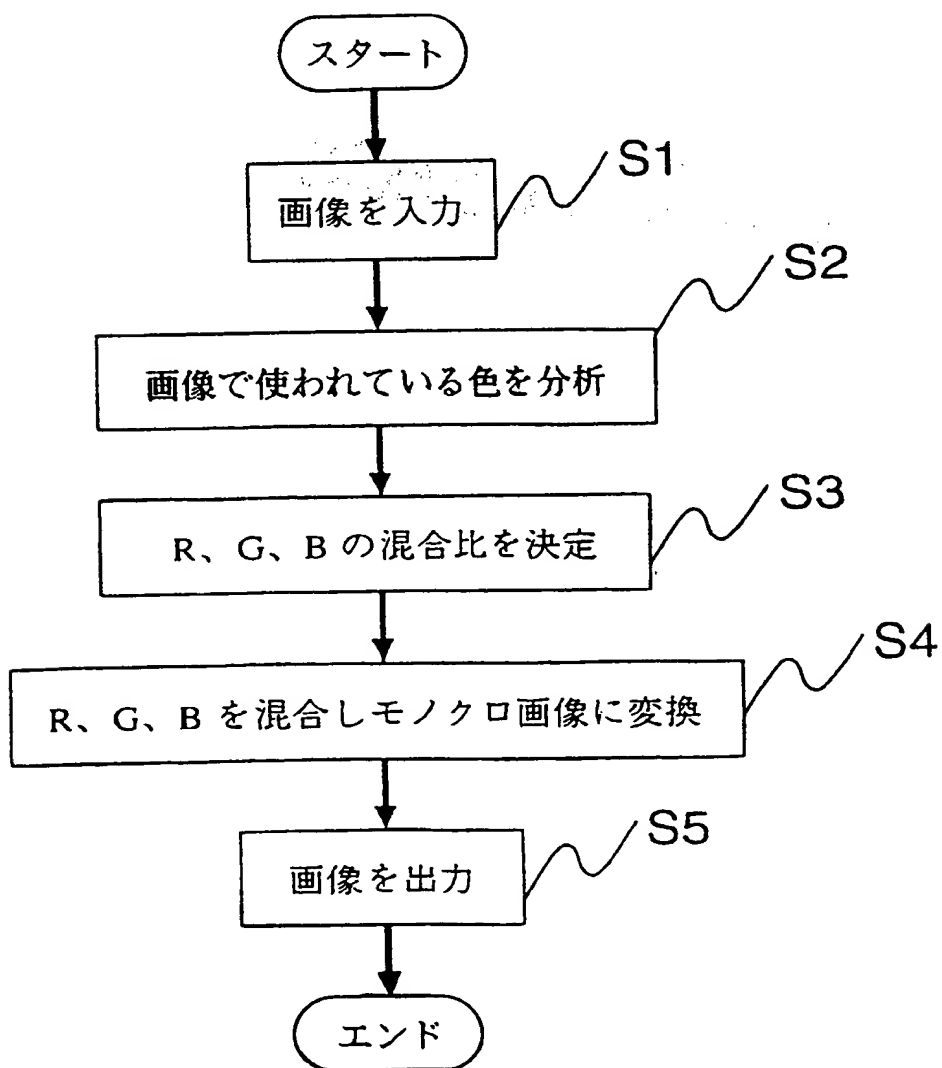 スタート
画像を入力
S1
画像で使われている色を分析
S2
R、G、B の混合比を決定
S3
R、G、B を混合しモノクロ画像に変換
S4
画像を出力
S5
エンド